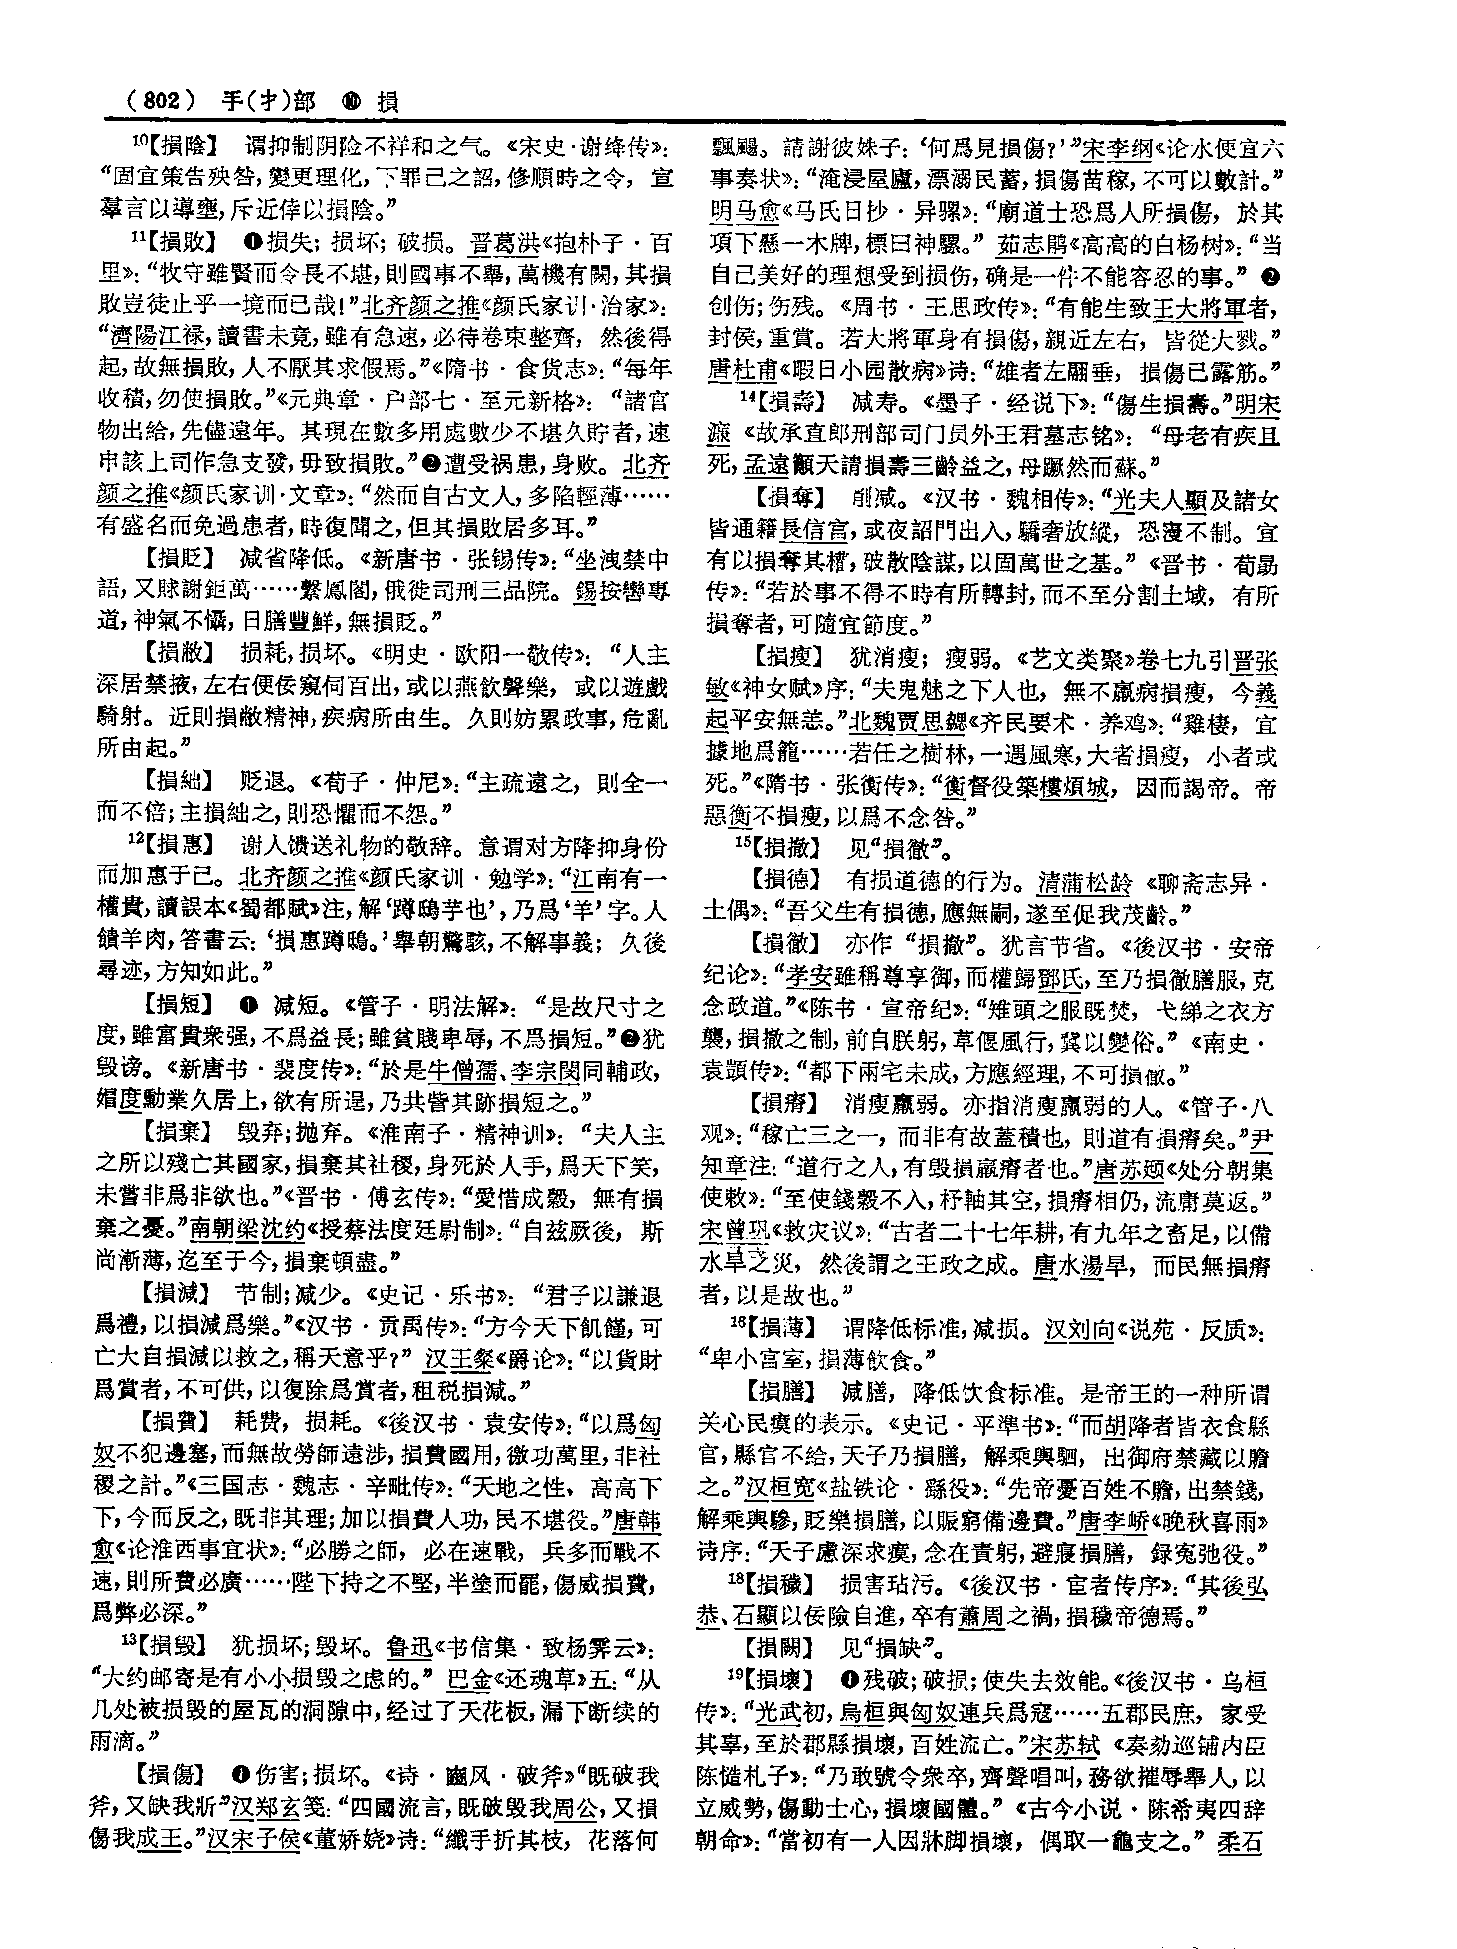 （802） 手（扌）部 ❿ 損
10【損陰】 谓抑制阴险不祥和之气。《宋史·谢绛传》：
“固宜策告殃咎，變更理化，下罪己之詔，修順時之令，宣
羣言以導壅，斥近倖以損陰。”
11【損敗】 ❶损失；损坏；破损。晋葛洪《抱朴子·百
里》：“牧守雖賢而令長不堪，則國事不舉，萬機有闕，其損
敗豈徒止乎一境而已哉！”北齐颜之推《颜氏家训·治家》：
“濟陽江禄，讀書未竟，雖有急速，必待卷束整齊，然後得
起，故無損敗，人不厭其求假焉。”《隋书·食货志》：“每年
收積，勿使損敗。”《元典章·户部七·至元新格》：“諸官
物出給，先儘遠年。其現在數多用處數少不堪久貯者，速
申該上司作急支發，毋致損敗。”❷遭受祸患，身败。北齐
颜之推《颜氏家训·文章》：“然而自古文人，多陷輕薄……
有盛名而免過患者，時復聞之，但其損敗居多耳。”
【損貶】 减省降低。《新唐书·张锡传》：“坐洩禁中
語，又賕謝鉅萬……繫鳳閣，俄徙司刑三品院。錫按轡專
道，神氣不懾，日膳豐鮮，無損貶。”
【損敝】 损耗，损坏。《明史·欧阳一敬传》：“人主
深居禁掖，左右便佞窺伺百出，或以燕飲聲樂，或以遊戲
騎射。近則損敝精神，疾病所由生。久則妨累政事，危亂
所由起。”
【損絀】 贬退。《荀子·仲尼》：“主疏遠之，則全一
而不倍；主損絀之，則恐懼而不怨。”
12【損惠】 谢人馈送礼物的敬辞。意谓对方降抑身份
而加惠于己。北齐颜之推《颜氏家训·勉学》：“江南有一
權貴，讀誤本《蜀都賦》注，解‘蹲鴟芋也’，乃爲‘羊’字。人
饋羊肉，答書云：‘損惠蹲鴟。’舉朝驚駭，不解事義；久後
尋迹，方知如此。”
【損短】 ❶ 减短。《管子·明法解》：“是故尺寸之
度，雖富貴衆强，不爲益長；雖貧賤卑辱，不爲損短。”❷犹
毁谤。《新唐书·裴度传》：“於是牛僧孺、李宗閔同輔政，
媢度勳業久居上，欲有所逞，乃共訾其跡損短之。”
【損棄】 毁弃；抛弃。《淮南子·精神训》：“夫人主
之所以殘亡其國家，損棄其社稷，身死於人手，爲天下笑，
未嘗非爲非欲也。”《晋书·傅玄传》：“愛惜成穀，無有損
棄之憂。”南朝梁沈约《授蔡法度廷尉制》：“自兹厥後，斯
尚漸薄，迄至于今，損棄頓盡。”
【損減】 节制；减少。《史记·乐书》：“君子以謙退
爲禮，以損減爲樂。”《汉书·贡禹传》：“方今天下飢饉，可
亡大自損減以救之，稱天意乎？” 汉王粲《爵论》：“以貨財
爲賞者，不可供，以復除爲賞者，租税損減。”
【損費】 耗费，损耗。《後汉书·袁安传》：“以爲匈
奴不犯邊塞，而無故勞師遠涉，損費國用，徼功萬里，非社
稷之計。”《三国志·魏志·辛毗传》：“天地之性，高高下
下，今而反之，既非其理；加以損費人功，民不堪役。”唐韩
愈《论淮西事宜状》：“必勝之師，必在速戰，兵多而戰不
速，則所費必廣……陛下持之不堅，半塗而罷，傷威損費，
爲弊必深。”
13【損毁】 犹损坏；毁坏。鲁迅《书信集·致杨霁云》：
“大约邮寄是有小小损毁之虑的。” 巴金《还魂草》五：“从
几处被损毁的屋瓦的洞隙中，经过了天花板，漏下断续的
雨滴。”
【損傷】 ❶伤害；损坏。《诗·豳风·破斧》“既破我
斧，又缺我斨”汉郑玄笺：“四國流言，既破毁我周公，又損
傷我成王。”汉宋子侯《董娇娆》诗：“纖手折其枝，花落何
飄颺。請謝彼姝子：‘何爲見損傷？’”宋李纲《论水便宜六
事奏状》：“淹浸屋廬，漂溺民蓄，損傷苗稼，不可以數計。”
明马愈《马氏日抄·异骡》：“廟道士恐爲人所損傷，於其
項下懸一木牌，標曰神騾。” 茹志鹃《高高的白杨树》：“当
自己美好的理想受到损伤，确是一件不能容忍的事。” ❷
创伤；伤残。《周书·王思政传》：“有能生致王大將軍者，
封侯，重賞。若大將軍身有損傷，親近左右，皆從大戮。”
唐杜甫《暇日小园散病》诗：“雄者左翮垂，損傷已露筋。”
14【損壽】 减寿。《墨子·经说下》：“傷生損壽。”明宋
濂《故承直郎刑部司门员外王君墓志铭》：“母老有疾且
死，孟遠籲天請損壽三齡益之，母蹶然而蘇。”
【損奪】 削减。《汉书·魏相传》：“光夫人顯及諸女
皆通籍長信宫，或夜詔門出入，驕奢放縱，恐寖不制。宜
有以損奪其權，破散陰謀，以固萬世之基。”《晋书·荀勗
传》：“若於事不得不時有所轉封，而不至分割土域，有所
損奪者，可隨宜節度。”
【損瘦】 犹消瘦；瘦弱。《艺文类聚》卷七九引晋张
敏《神女赋》序：“夫鬼魅之下人也，無不羸病損瘦，今義
起平安無恙。”北魏贾思勰《齐民要术·养鸡》：“雞棲，宜
據地爲籠……若任之樹林，一遇風寒，大者損瘦，小者或
死。”《隋书·张衡传》：“衡督役築樓煩城，因而謁帝。帝
惡衡不損瘦，以爲不念咎。”
15【損撤】 见“損徹”。
【損德】 有损道德的行为。清蒲松龄《聊斋志异·
土偶》：“吾父生有損德，應無嗣，遂至促我茂齡。”
【損徹】 亦作“損撤”。犹言节省。《後汉书·安帝
纪论》：“孝安雖稱尊享御，而權歸鄧氏，至乃損徹膳服，克
念政道。”《陈书·宣帝纪》：“雉頭之服既焚，弋綈之衣方
襲，損撤之制，前自朕躬，草偃風行，冀以變俗。”《南史·
袁顗传》：“都下兩宅未成，方應經理，不可損徹。”
【損瘠】 消瘦羸弱。亦指消瘦羸弱的人。《管子·八
观》：“稼亡三之一，而非有故蓋積也，則道有損瘠矣。”尹
知章注：“道行之人，有毁損羸瘠者也。”唐苏颋《处分朝集
使敕》：“至使錢穀不入，杼軸其空，損瘠相仍，流庸莫返。”
宋曾巩《救灾议》：“古者二十七年耕，有九年之畜足，以備
水旱之災，然後謂之王政之成。唐水湯旱，而民無損瘠
者，以是故也。”
16【損薄】 谓降低标准，减损。汉刘向《说苑·反质》：
“卑小宫室，損薄飲食。”
【損膳】 减膳，降低饮食标准。是帝王的一种所谓
关心民瘼的表示。《史记·平準书》：“而胡降者皆衣食縣
官，縣官不给，天子乃損膳，解乘輿駟，出御府禁藏以贍
之。”汉桓宽《盐铁论·繇役》：“先帝憂百姓不贍，出禁錢，
解乘輿驂，貶樂損膳，以賑窮備邊費。”唐李峤《晚秋喜雨》
诗序：“天子慮深求瘼，念在責躬，避寢損膳，録寃弛役。”
18【損穢】 损害玷污。《後汉书·宦者传序》：“其後弘
恭、石顯以佞險自進，卒有蕭周之禍，損穢帝德焉。”
【損闕】 见“損缺”。
19【損壞】 ❶残破；破损；使失去效能。《後汉书·乌桓
传》：“光武初，烏桓與匈奴連兵爲寇……五郡民庶，家受
其辜，至於郡縣損壞，百姓流亡。”宋苏轼《奏劾巡铺内臣
陈慥札子》：“乃敢號令衆卒，齊聲唱叫，務欲摧辱舉人，以
立威勢，傷動士心，損壞國體。”《古今小说·陈希夷四辞
朝命》：“當初有一人因牀脚損壞，偶取一龜支之。” 柔石